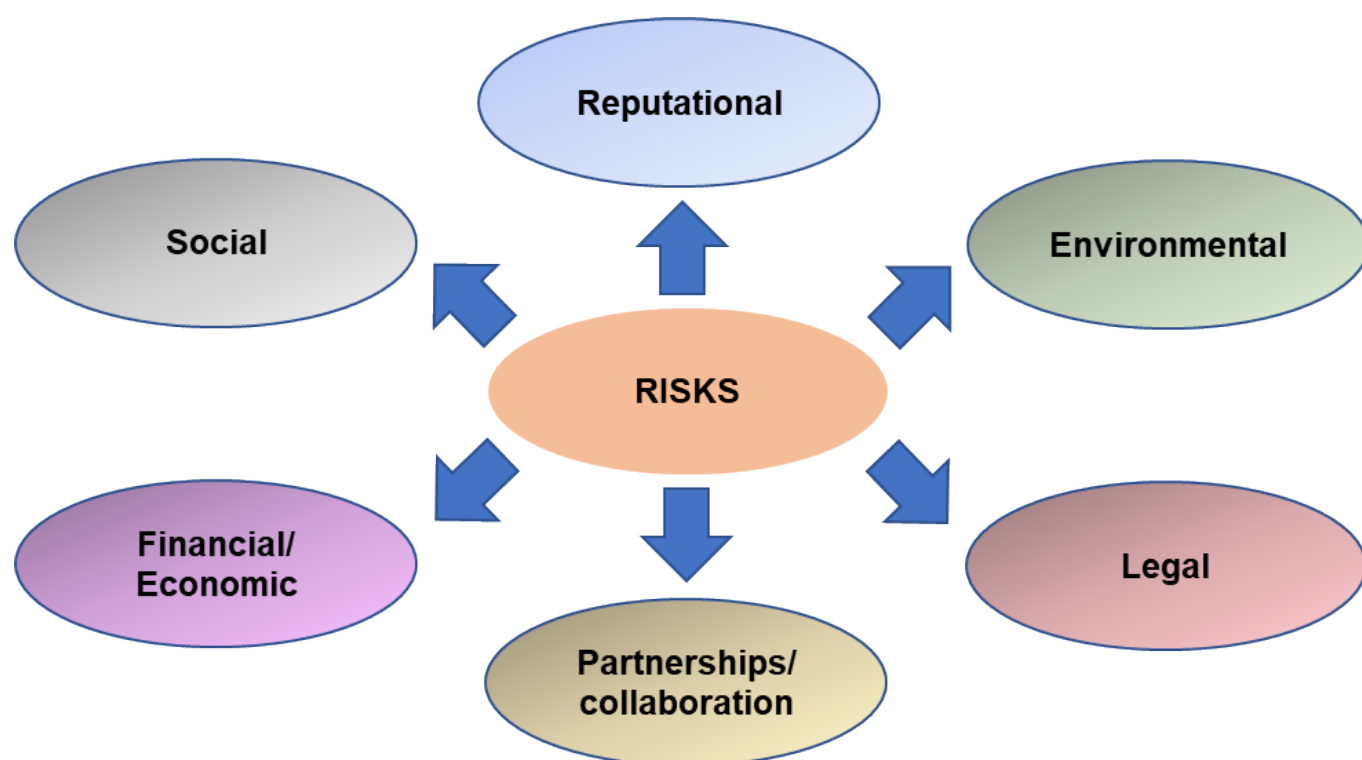 Reputational
Social
Environmental
RISKS
Financial/
Economic
Legal
Partnerships/
collaboration